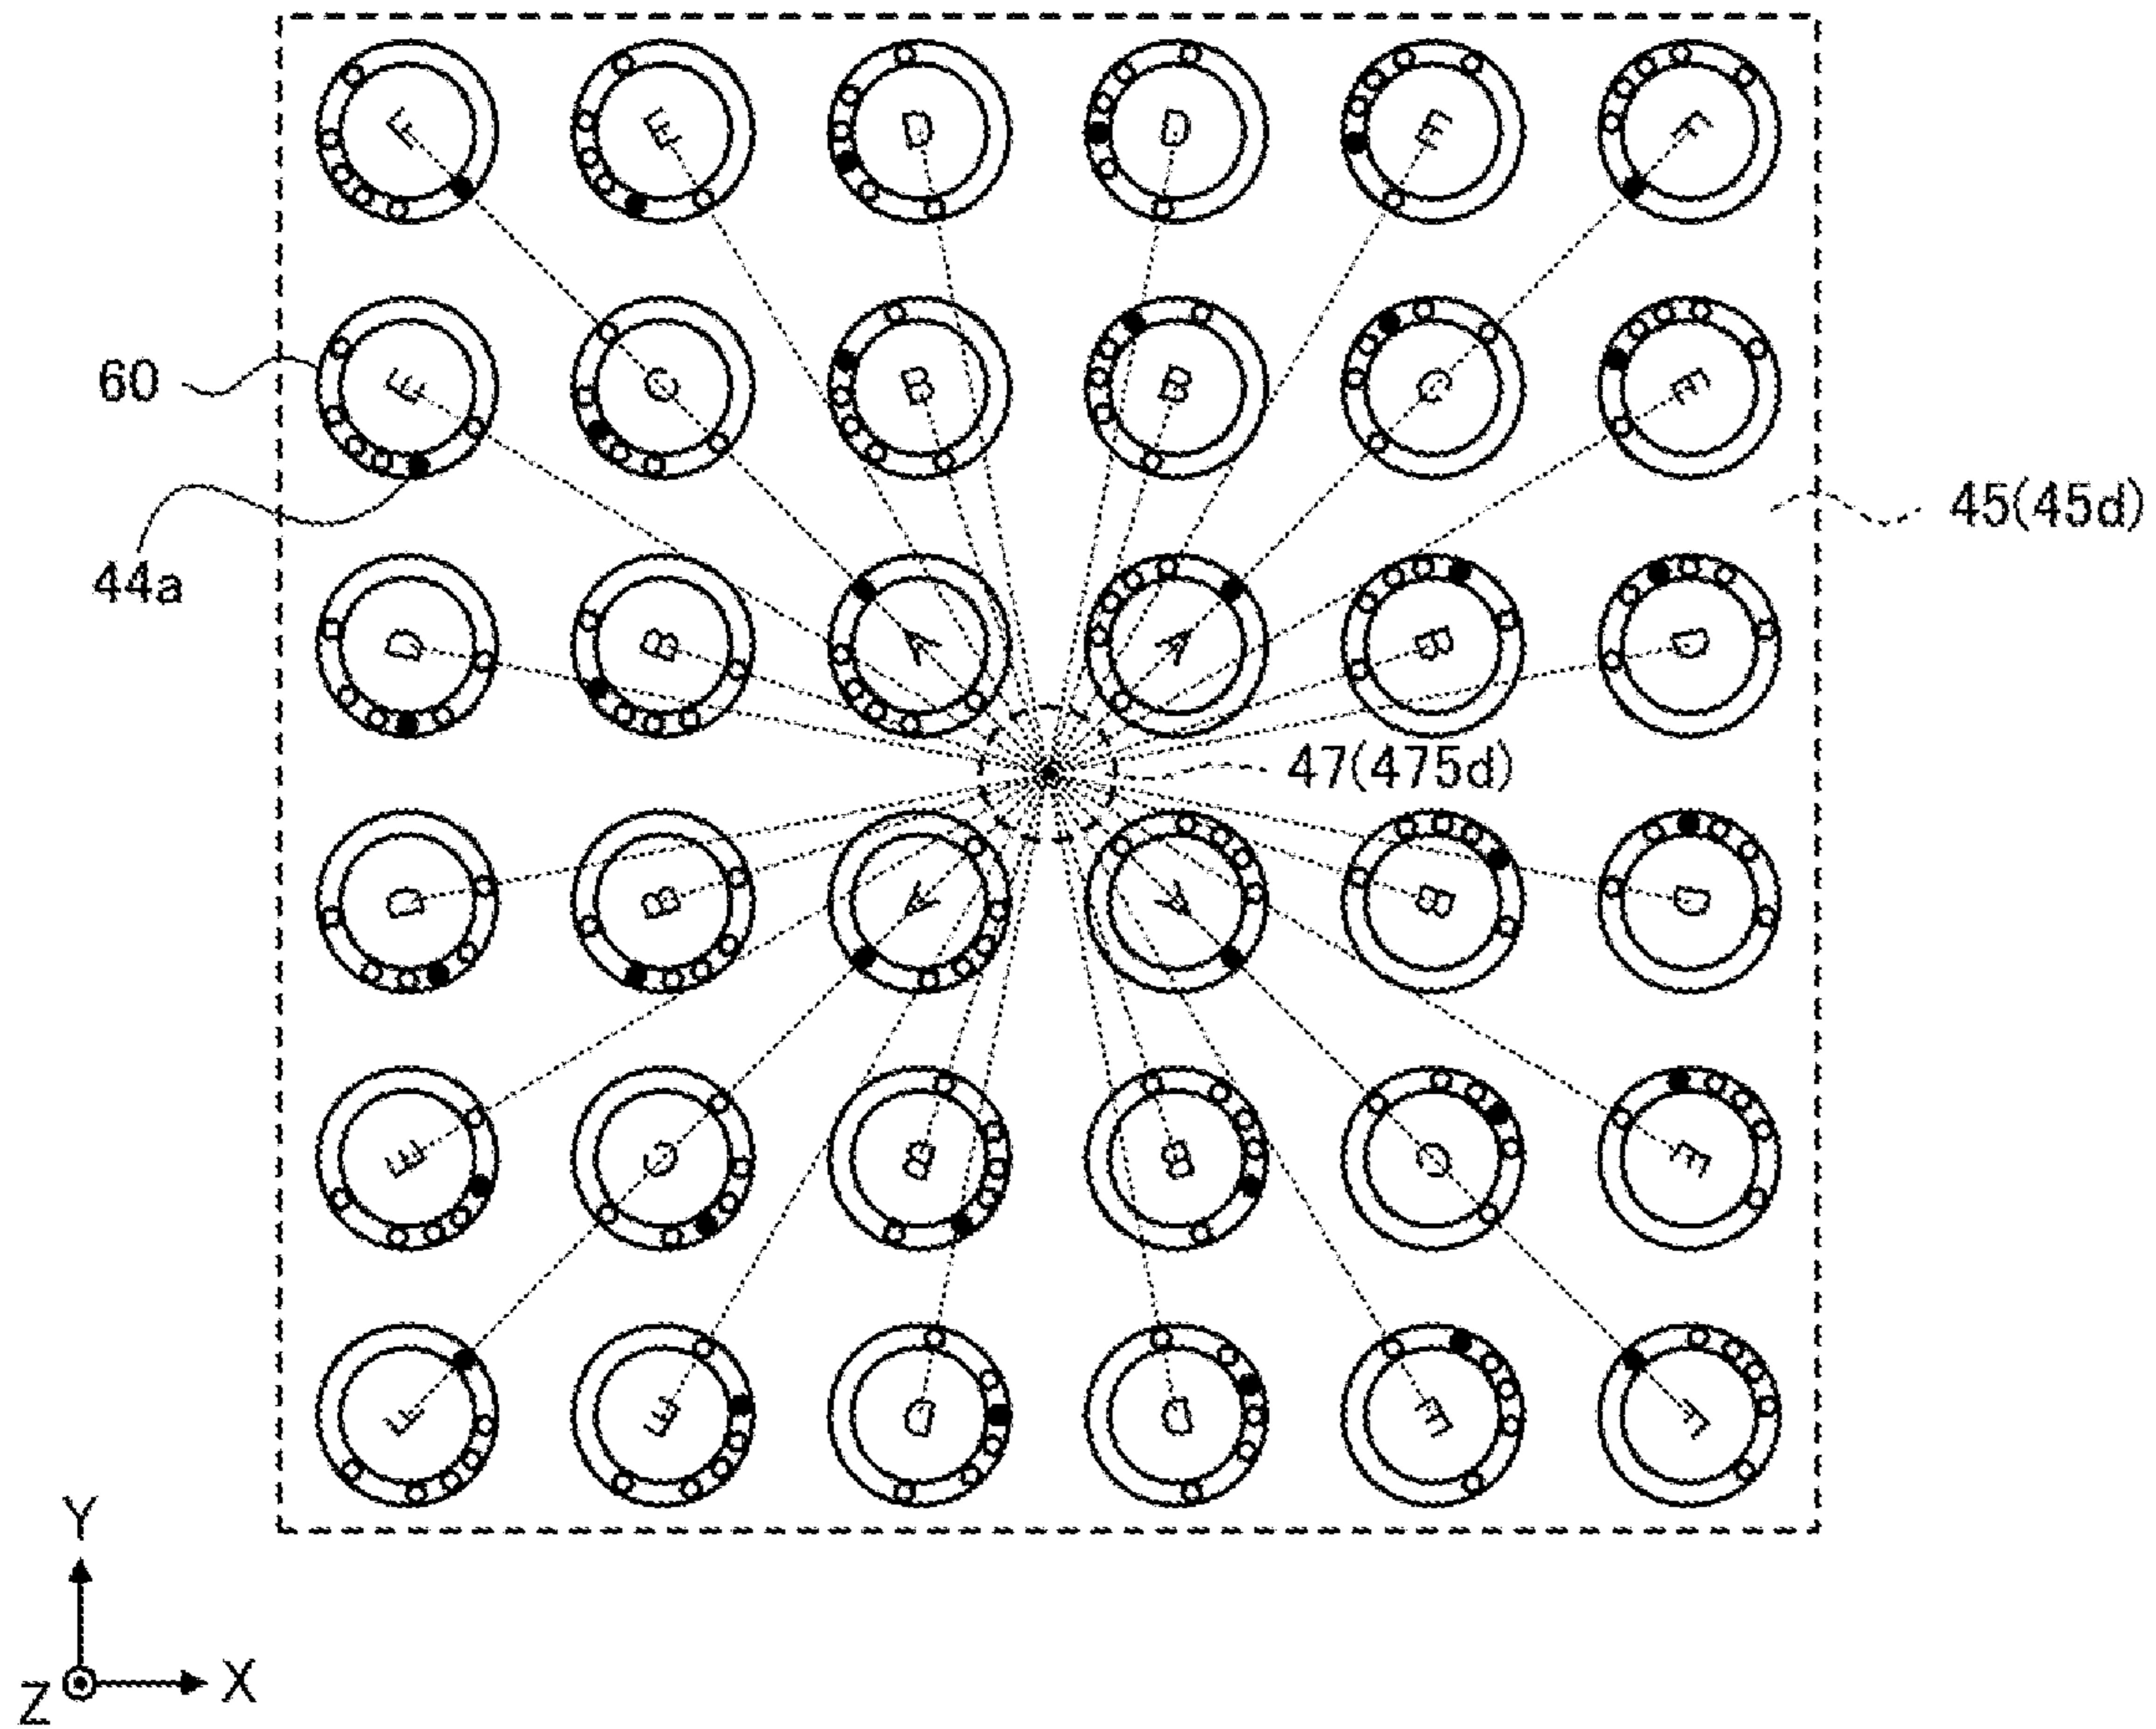 F E D D E F
60 E C B B C E
45(45d)
44a
D B A A B D
47(475d)
D B A A B D
E C B B C E
F E D D E F
Y
Z X